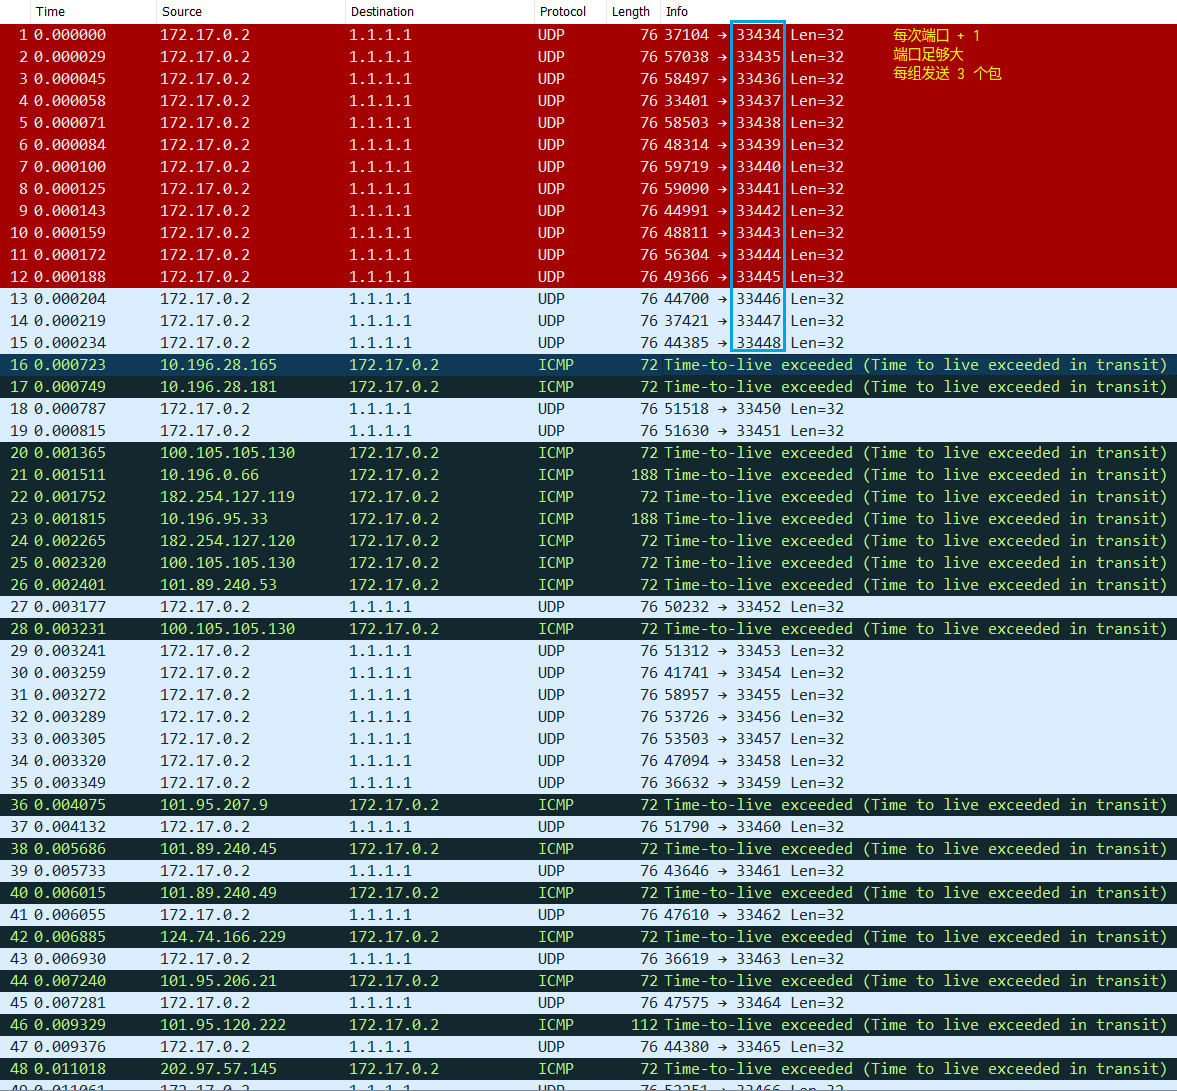 Time Source Destination Protocol Length Info
1 0.000000 172.17.0.2 1.1.1.1 UDP 76 37104 → 33434 Len=32 每次端口 + 1
2 0.000029 172.17.0.2 1.1.1.1 UDP 76 57038 → 33435 Len=32 端口足够大
3 0.000045 172.17.0.2 1.1.1.1 UDP 76 58497 → 33436 Len=32 每组发送 3 个包
4 0.000058 172.17.0.2 1.1.1.1 UDP 76 33401 → 33437 Len=32
5 0.000071 172.17.0.2 1.1.1.1 UDP 76 58503 → 33438 Len=32
6 0.000084 172.17.0.2 1.1.1.1 UDP 76 48314 → 33439 Len=32
7 0.000100 172.17.0.2 1.1.1.1 UDP 76 59719 → 33440 Len=32
8 0.000125 172.17.0.2 1.1.1.1 UDP 76 59090 → 33441 Len=32
9 0.000143 172.17.0.2 1.1.1.1 UDP 76 44991 → 33442 Len=32
10 0.000159 172.17.0.2 1.1.1.1 UDP 76 48811 → 33443 Len=32
11 0.000172 172.17.0.2 1.1.1.1 UDP 76 56304 → 33444 Len=32
12 0.000188 172.17.0.2 1.1.1.1 UDP 76 49366 → 33445 Len=32
13 0.000204 172.17.0.2 1.1.1.1 UDP 76 44700 → 33446 Len=32
14 0.000219 172.17.0.2 1.1.1.1 UDP 76 37421 → 33447 Len=32
15 0.000234 172.17.0.2 1.1.1.1 UDP 76 44385 → 33448 Len=32
16 0.000723 10.196.28.165 172.17.0.2 ICMP 72 Time-to-live exceeded (Time to live exceeded in transit)
17 0.000749 10.196.28.181 172.17.0.2 ICMP 72 Time-to-live exceeded (Time to live exceeded in transit)
18 0.000787 172.17.0.2 1.1.1.1 UDP 76 51518 → 33450 Len=32
19 0.000815 172.17.0.2 1.1.1.1 UDP 76 51630 → 33451 Len=32
20 0.001365 100.105.105.130 172.17.0.2 ICMP 72 Time-to-live exceeded (Time to live exceeded in transit)
21 0.001511 10.196.0.66 172.17.0.2 ICMP 188 Time-to-live exceeded (Time to live exceeded in transit)
22 0.001752 182.254.127.119 172.17.0.2 ICMP 72 Time-to-live exceeded (Time to live exceeded in transit)
23 0.001815 10.196.95.33 172.17.0.2 ICMP 188 Time-to-live exceeded (Time to live exceeded in transit)
24 0.002265 182.254.127.120 172.17.0.2 ICMP 72 Time-to-live exceeded (Time to live exceeded in transit)
25 0.002320 100.105.105.130 172.17.0.2 ICMP 72 Time-to-live exceeded (Time to live exceeded in transit)
26 0.002401 101.89.240.53 172.17.0.2 ICMP 72 Time-to-live exceeded (Time to live exceeded in transit)
27 0.003177 172.17.0.2 1.1.1.1 UDP 76 50232 → 33452 Len=32
28 0.003231 100.105.105.130 172.17.0.2 ICMP 72 Time-to-live exceeded (Time to live exceeded in transit)
29 0.003241 172.17.0.2 1.1.1.1 UDP 76 51312 → 33453 Len=32
30 0.003259 172.17.0.2 1.1.1.1 UDP 76 41741 → 33454 Len=32
31 0.003272 172.17.0.2 1.1.1.1 UDP 76 58957 → 33455 Len=32
32 0.003289 172.17.0.2 1.1.1.1 UDP 76 53726 → 33456 Len=32
33 0.003305 172.17.0.2 1.1.1.1 UDP 76 53503 → 33457 Len=32
34 0.003320 172.17.0.2 1.1.1.1 UDP 76 47094 → 33458 Len=32
35 0.003349 172.17.0.2 1.1.1.1 UDP 76 36632 → 33459 Len=32
36 0.004075 101.95.207.9 172.17.0.2 ICMP 72 Time-to-live exceeded (Time to live exceeded in transit)
37 0.004132 172.17.0.2 1.1.1.1 UDP 76 51790 → 33460 Len=32
38 0.005686 101.89.240.45 172.17.0.2 ICMP 72 Time-to-live exceeded (Time to live exceeded in transit)
39 0.005733 172.17.0.2 1.1.1.1 UDP 76 43646 → 33461 Len=32
40 0.006015 101.89.240.49 172.17.0.2 ICMP 72 Time-to-live exceeded (Time to live exceeded in transit)
41 0.006055 172.17.0.2 1.1.1.1 UDP 76 47610 → 33462 Len=32
42 0.006885 124.74.166.229 172.17.0.2 ICMP 72 Time-to-live exceeded (Time to live exceeded in transit)
43 0.006930 172.17.0.2 1.1.1.1 UDP 76 36619 → 33463 Len=32
44 0.007240 101.95.206.21 172.17.0.2 ICMP 72 Time-to-live exceeded (Time to live exceeded in transit)
45 0.007281 172.17.0.2 1.1.1.1 UDP 76 47575 → 33464 Len=32
46 0.009329 101.95.120.222 172.17.0.2 ICMP 112 Time-to-live exceeded (Time to live exceeded in transit)
47 0.009376 172.17.0.2 1.1.1.1 UDP 76 44380 → 33465 Len=32
48 0.011018 202.97.57.145 172.17.0.2 ICMP 72 Time-to-live exceeded (Time to live exceeded in transit)